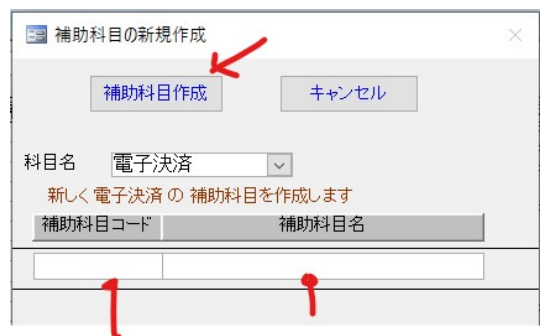 補助科目の新規作成
補助科目作成 キャンセル
科目名 電子決済
新しく 電子決済 の 補助科目を作成します
補助科目コード 補助科目名